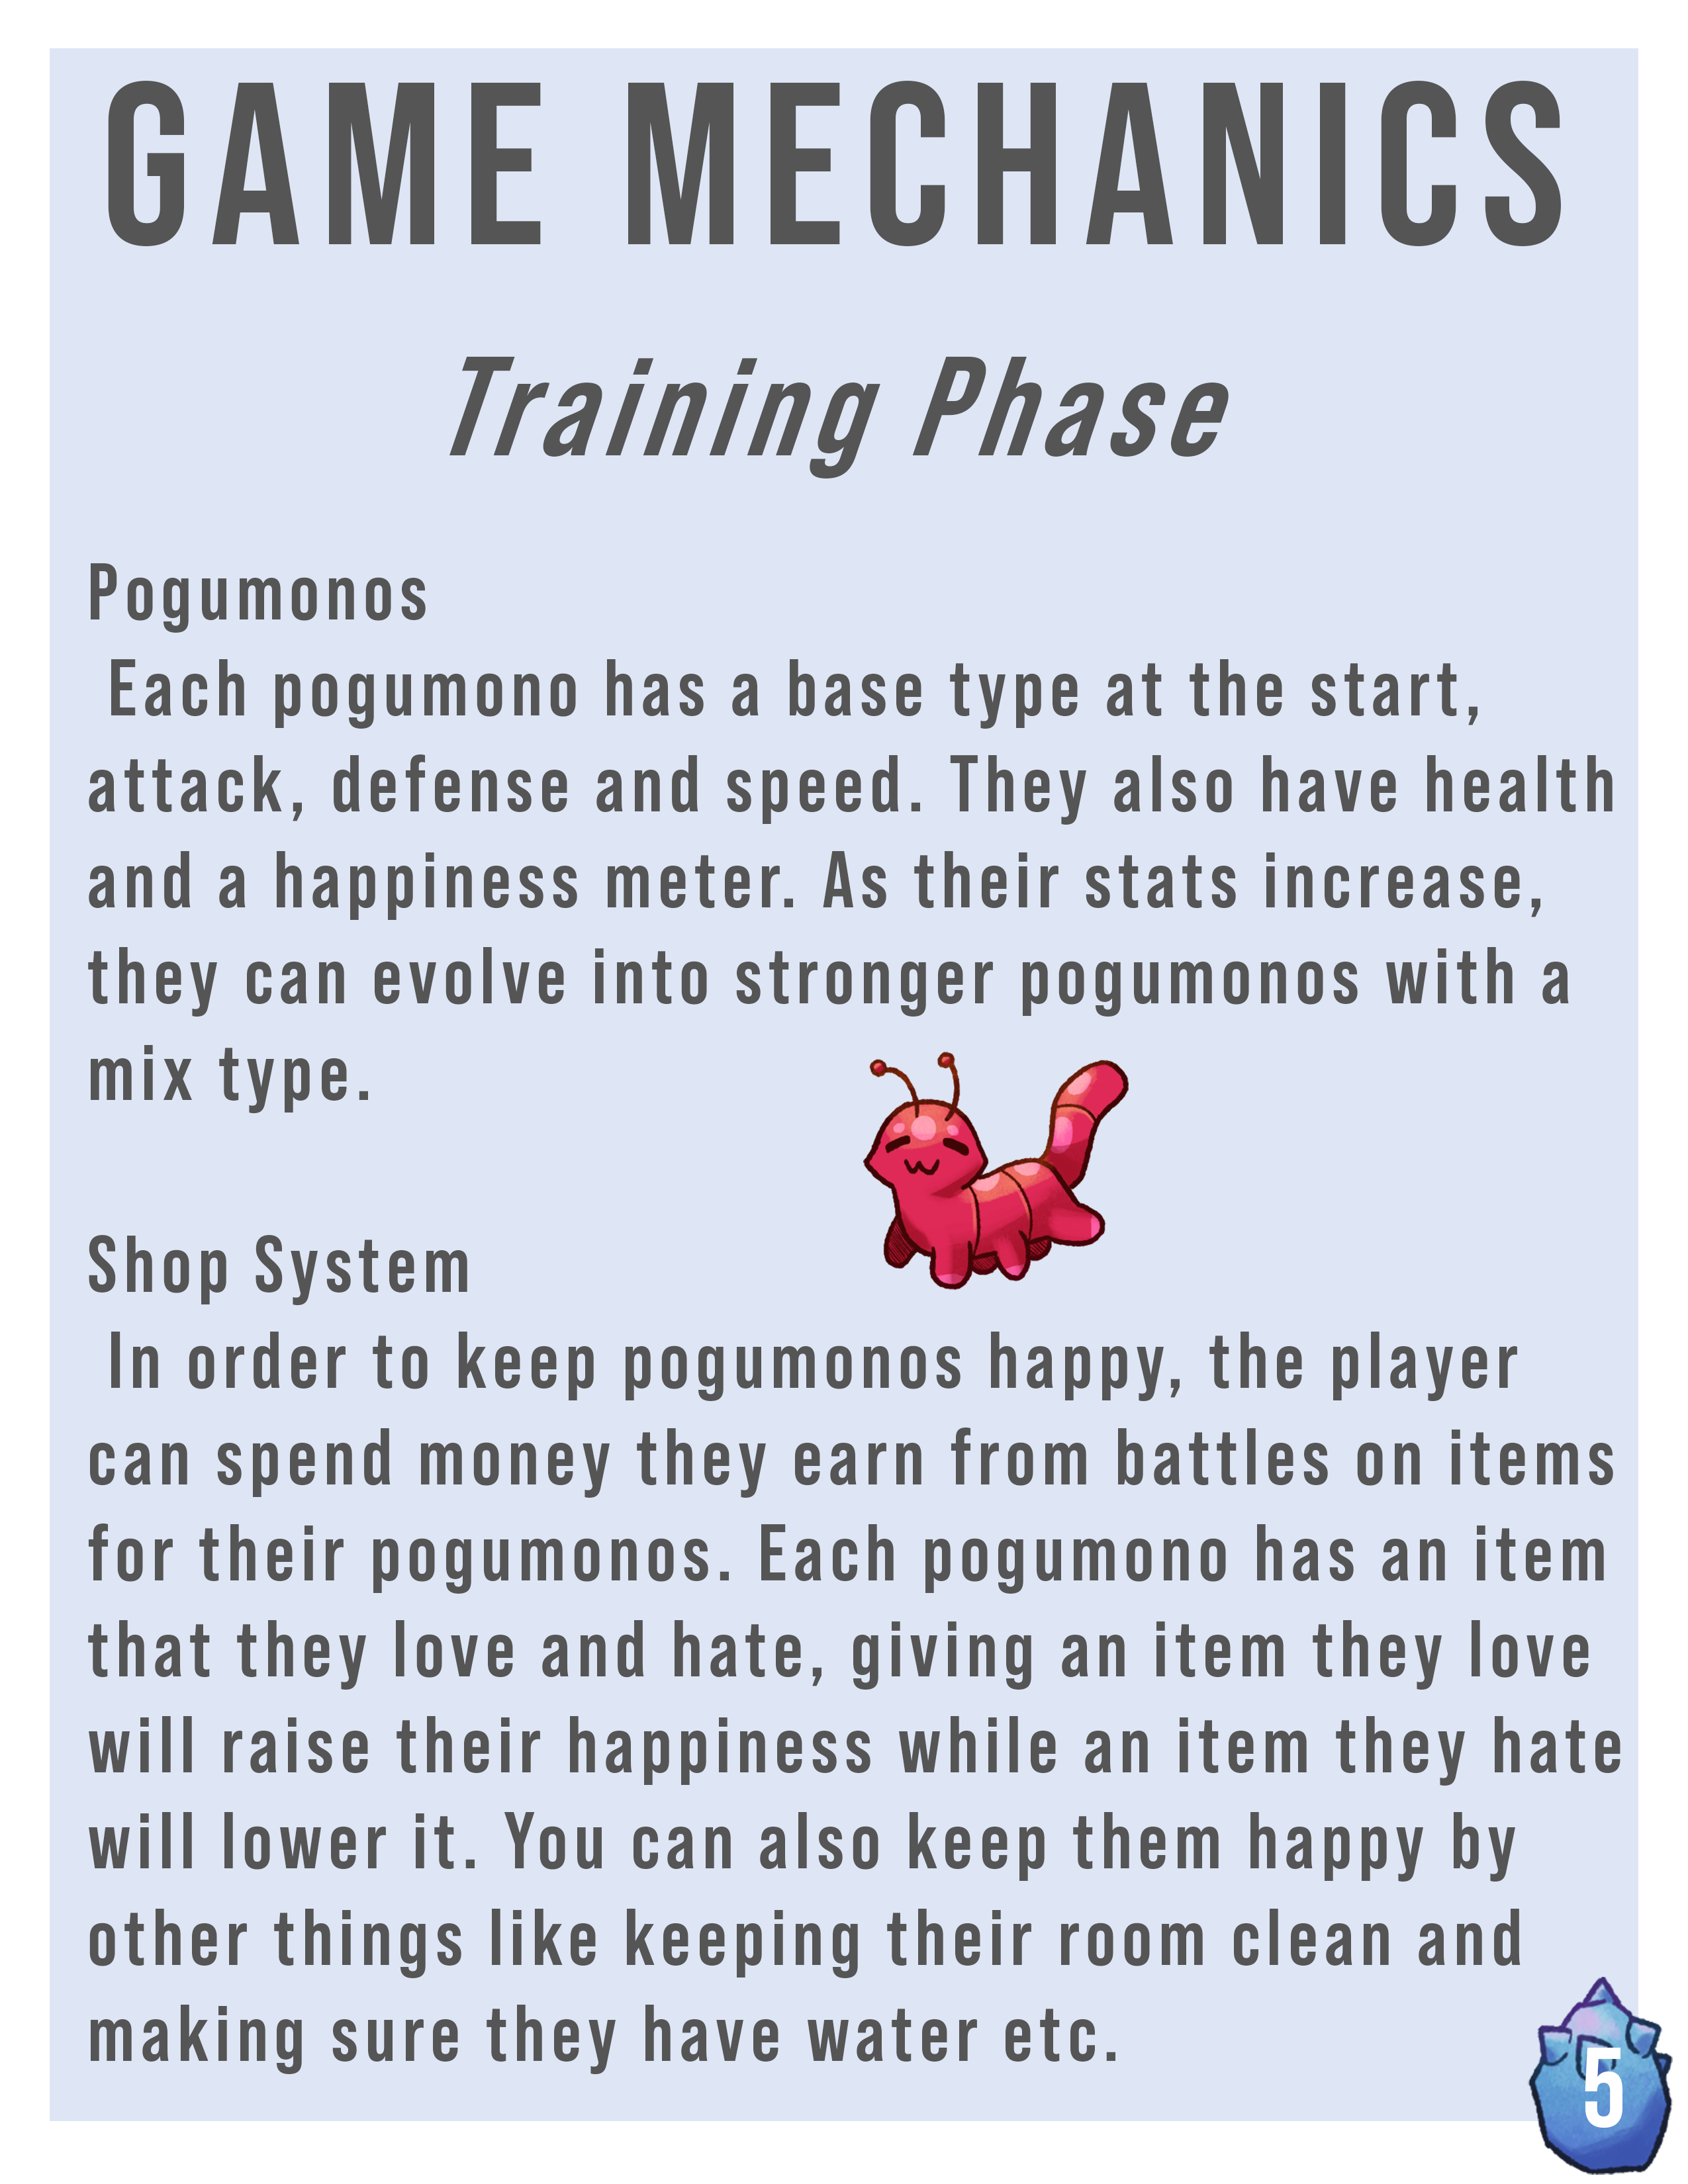 GAME MECHANICS
Training Phase
Pogumonos
Each pogumono has a base type at the start,
attack, defense and speed. They also have health
and a happiness meter. As their stats increase,
they can evolve into stronger pogumonos with a
mix type.
Shop System
In order to keep pogumonos happy, the player
can spend money they earn from battles on items
for their pogumonos. Each pogumono has an item
that they love and hate, giving an item they love
will raise their happiness while an item they hate
will lower it. You can also keep them happy by
other things like keeping their room clean and
making sure they have water etc.
5